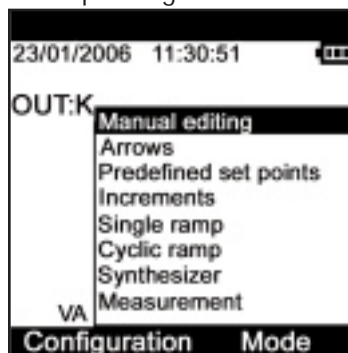 23/01/2006 11:30:51
OUT:K
Manual editing
Arrows
Predefined set points
Increments
Single ramp
Cyclic ramp
Synthesizer
Measurement
VA
Configuration Mode